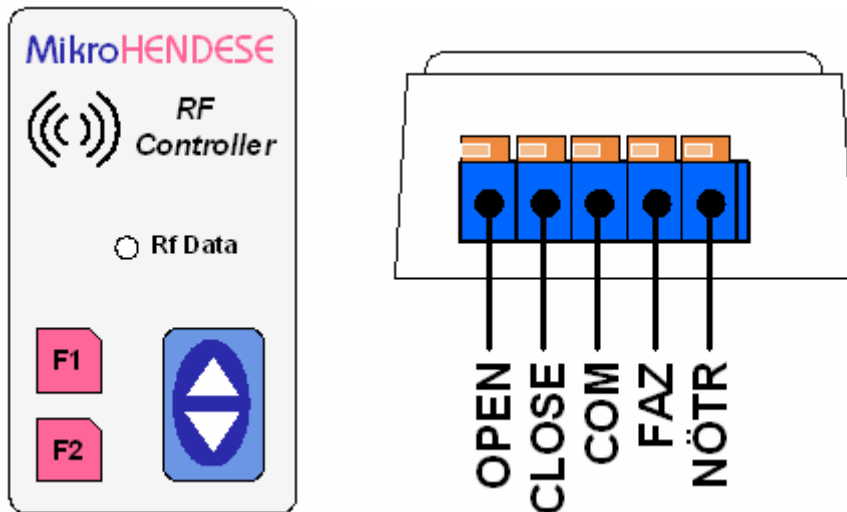 MikroHENDESE
RF
Controller
Rf Data
F1
F2
OPEN
CLOSE
COM
FAZ
NÖTR